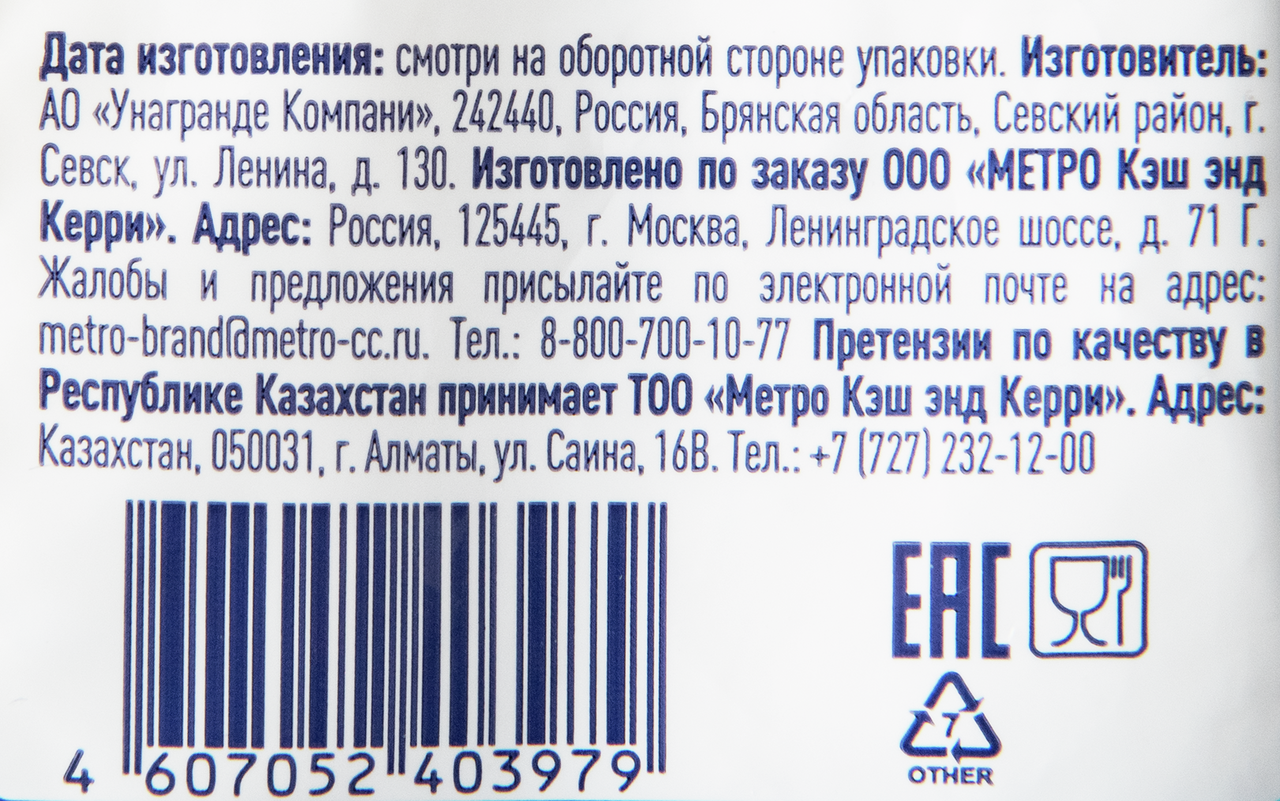 Дата изготовления: смотри на оборотной стороне упаковки. Изготовитель:
АО «Унагранде Компани», 242440, Россия, Брянская область, Севский район, г.
Севск, ул. Ленина, д. 130. Изготовлено по заказу ООО «МЕТРО Кэш энд
Керри». Адрес: Россия, 125445, г. Москва, Ленинградское шоссе, д. 71 Г.
Жалобы и предложения присылайте по электронной почте на адрес:
metro-brand@metro-cc.ru. Тел.: 8-800-700-10-77 Претензии по качеству в
Республике Казахстан принимает ТОО «Метро Кэш энд Керри». Адрес:
Казахстан, 050031, г. Алматы, ул. Саина, 16В. Тел.: +7 (727) 232-12-00
EAC
7
OTHER
4 607052 403979